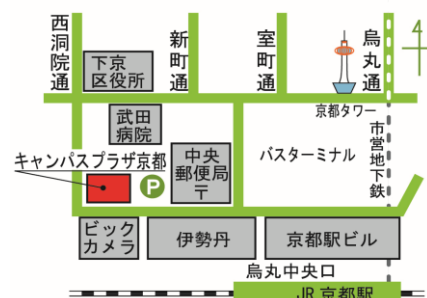 西洞院通
新町通
室町通
烏丸通
4
下京
区役所
京都タワー
武田
病院
市営地下鉄
キャンパスプラザ京都
P
中央
郵便局
〒
バスターミナル
ビック
カメラ
伊勢丹
京都駅ビル
烏丸中央口
JR 京都駅